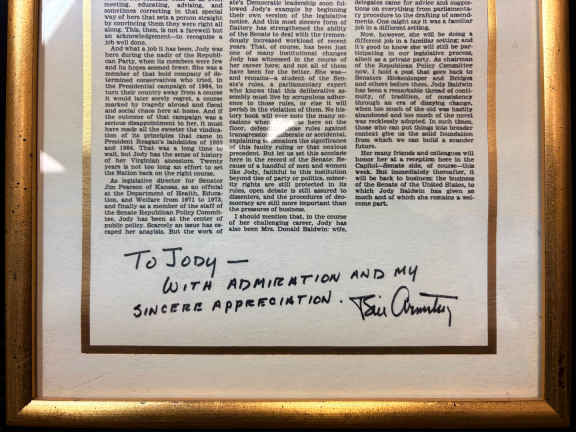 meeting, educating, advising, and
sometimes correcting in that special
way of hers that sets a person straight
by convincing them they were right all
along. This, then, is not a farewell but
an acknowledgement—to recognize a
job well done.
And what a job it has been. Jody was
here during the nadir of the Republi-
can Party, when its members were few
and its hopes seemed fewer. She was a
member of that bold company of de-
termined conservatives who tried, in
the Presidential campaign of 1964, to
turn their country away from a course
it would later sorely regret, a course
marked by tragedy abroad and fiscal
and social chaos here at home. And if
the outcome of that campaign was a
serious disappointment to her, it must
have made all the sweeter the vindica-
tion of its principles that came in
President Reagan's landslides of 1980
and 1984. That was a long time to
wait, but Jody has the sense of history
of her Virginian ancestors. Twenty
years is not too long an effort to set
the Nation back on the right course.
As legislative director for Senator
Jim Pearson of Kansas, as an official
at the Department of Health, Educa-
tion, and Welfare from 1971 to 1973,
and finally as a member of the staff of
the Senate Republican Policy Commit-
tee, Jody has been at the center of
public policy. Scarcely an issue has es-
caped her analysis. But the work of
ate's Democratic leadership soon fol-
lowed Jody's example by beginning
their own version of the legislative
notice. And this most sincere form of
flattery has strengthened the ability
of the Senate to deal with the tremen-
dously increased workload of recent
years. That, of course, has been just
one of many institutional changes
Jody has witnessed in the course of
her career here; and not all of them
have been for the better. She was—
and remains—a student of the Sen-
ate's rules, a parliamentary expert
who knows that this deliberative as-
sembly must live by scrupulous adher-
ence to those rules, or else it will
perish in the violation of them. No his-
tory book will ever note the many oc-
casions when here on the
floor, defen ose rules against
transgression deliberate or accidental,
explaining to Senators the significance
of this faulty ruling or that onerous
precedent. But let us set this accolade
here in the record of the Senate: Be-
cause of a handful of men and women
like Jody, faithful to this institution
beyond ties of party or politics, minor-
ity rights are still protected in its
rules, open debate is still assured to
dissenters, and the procedures of de-
mocracy are still more important than
the pressures of business.
I should mention that, in the course
of her challenging career, Jody has
also been Mrs. Donald Baldwin: wife,
delegates came for advice and sugges-
tions on everything from parliamenta-
ry procedure to the drafting of amend-
ments. One might say it was a familiar
job in a different setting.
Now, however, she will be doing a
different job in a familiar setting; and
it's good to know she will still be par-
ticipating in our legislative process,
albeit as a private party. As chairman
of the Republican Policy Committee
now, I hold a post that goes back to
Senators Hickenlooper and Bridges
and others before them. Jody Baldwin
has been a remarkable thread of conti-
nuity, of tradition, of consistency
through an era of dizzying change,
when too much of the old was hastily
abandoned and too much of the novel
was recklessly adopted. In such times,
those who can put things into broader
context give us the solid foundation
from which we can build a sounder
future.
Her many friends and colleagues will
honor her at a reception here in the
Capitol—Senate side, of course—this
week. But immediately thereafter, it
will be back to business: the business
of the Senate of the United States, to
which Jody Baldwin has given so
much and of whom she remains a wel-
come part.
TO JODY —
WITH ADMIRATION AND MY
SINCERE APPRECIATION. Bill Armstrong